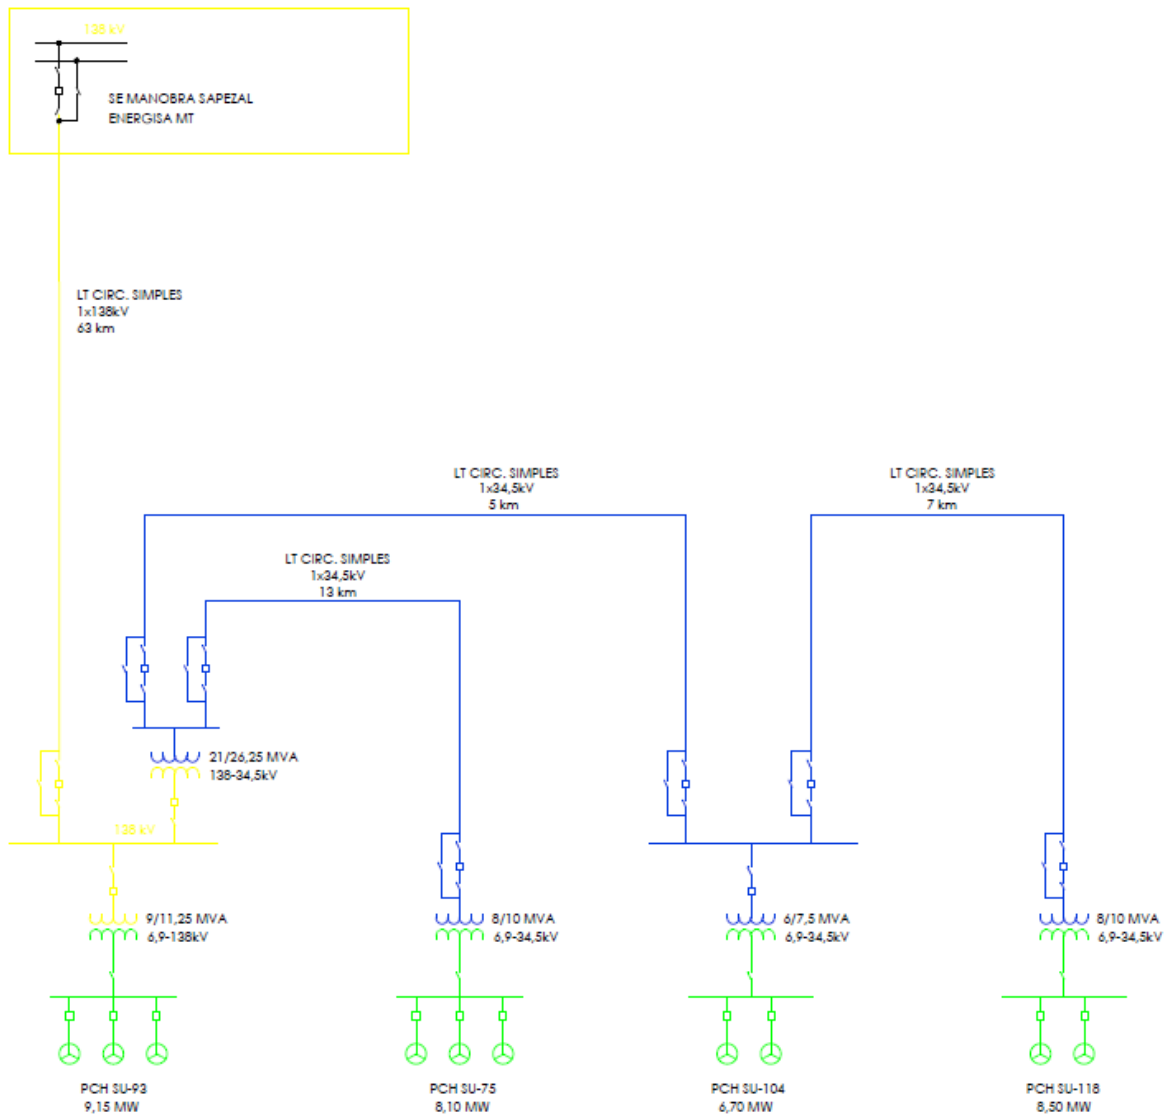 138 kV
SE MANOBRA SAPEZAL
ENERGISA MT
LT CIRC. SIMPLES
1x138kV
63 km
LT CIRC. SIMPLES
1x34,5kV
5 km
LT CIRC. SIMPLES
1x34,5kV
7 km
LT CIRC. SIMPLES
1x34,5kV
13 km
21/26,25 MVA
138-34,5kV
138 kV
9/11,25 MVA
6,9-138kV
8/10 MVA
6,9-34,5kV
6/7,5 MVA
6,9-34,5kV
8/10 MVA
6,9-34,5kV
PCH SU-93
9,15 MW
PCH SU-75
8,10 MW
PCH SU-104
6,70 MW
PCH SU-118
8,50 MW